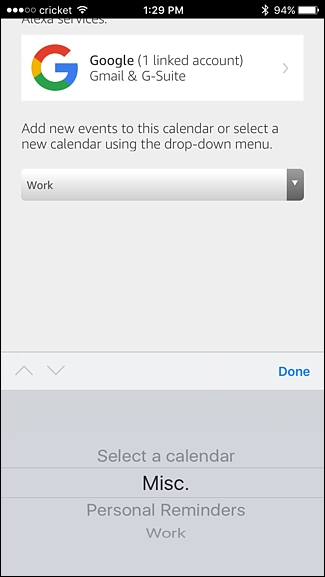 cricket 1:29 PM 94%
Alexa services.
Google (1 linked account)
Gmail & G-Suite
Add new events to this calendar or select a
new calendar using the drop-down menu.
Work
Done
Select a calendar
Misc.
Personal Reminders
Work